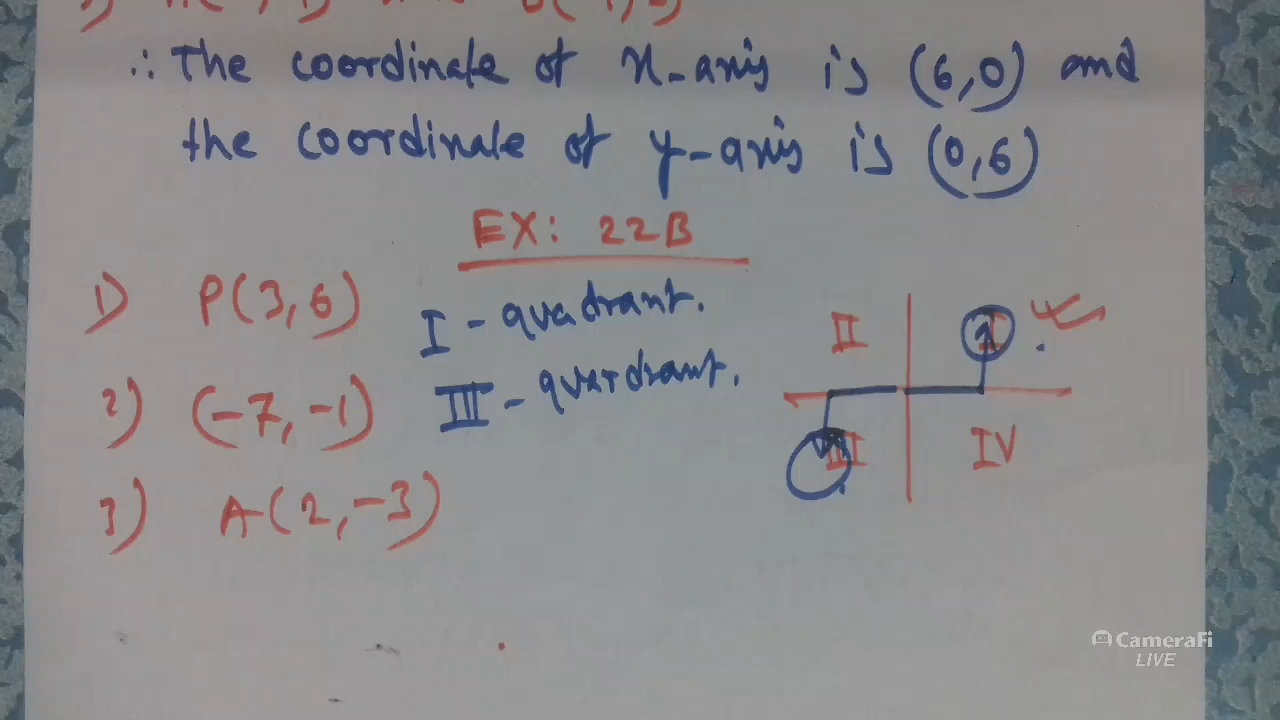 ∴ The coordinate of x-axis is (6,0) and
the coordinate of y-axis is (0,6)
EX: 22B
1) P(3,6) I - quadrant.
2) (-7, -1) III - quardrant.
3) A(2, -3)
II I
III IV
CameraFi
LIVE